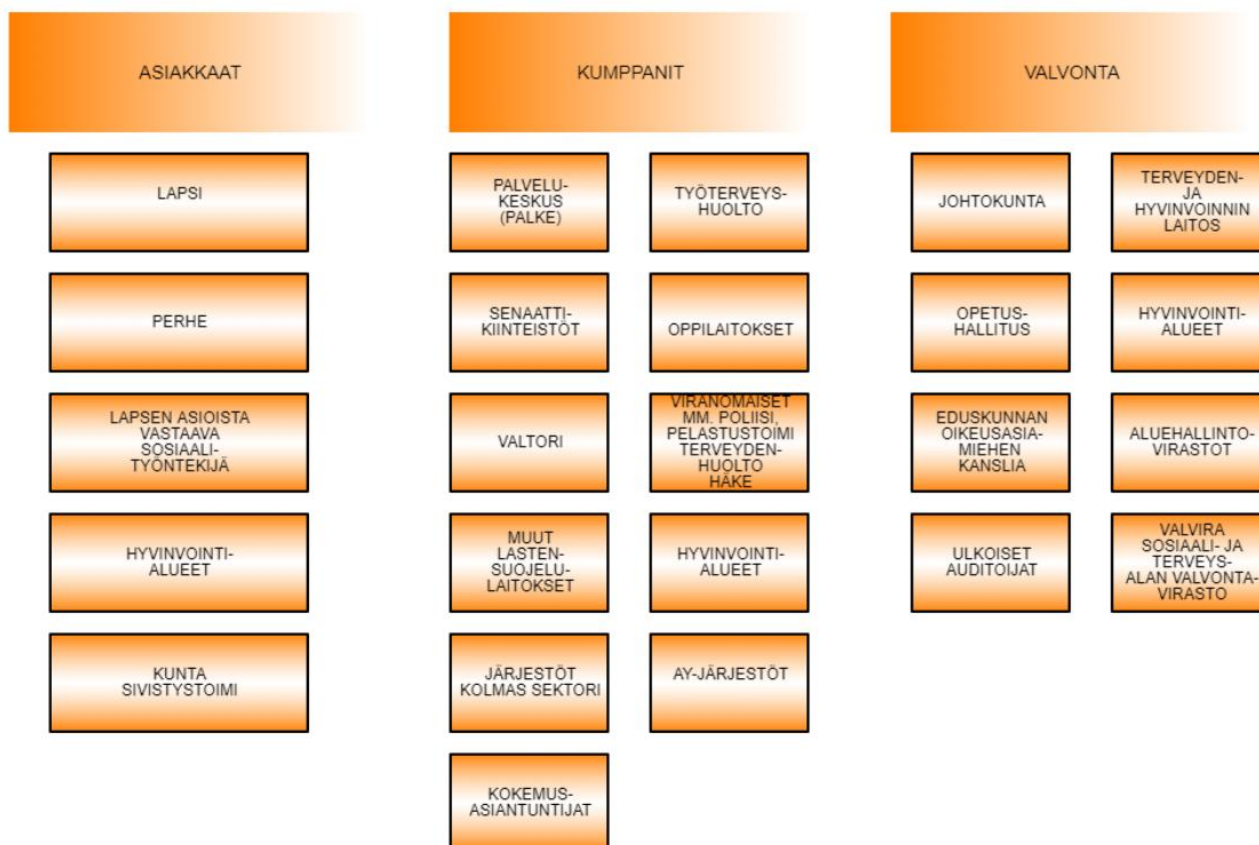 ASIAKKAAT
LAPSI
PERHE
LAPSEN ASIOISTA
VASTAAVA
SOSIAALI-
TYÖNTEKIJÄ
HYVINVOINTI-
ALUEET
KUNTA
SIVISTYSTOIMI
KUMPPANIT
PALVELU-
KESKUS
(PALKE)
TYÖTERVEYS-
HUOLTO
SENAATTI-
KIINTEISTÖT
OPPILAITOKSET
VALTORI
VIRANOMAISET
MM. POLIISI,
PELASTUSTOIMI
TERVEYDEN-
HUOLTO
HÄKE
MUUT
LASTEN-
SUOJELU-
LAITOKSET
HYVINVOINTI-
ALUEET
JÄRJESTÖT
KOLMAS SEKTORI
AY-JÄRJESTÖT
KOKEMUS-
ASIANTUNTIJAT
VALVONTA
JOHTOKUNTA
TERVEYDEN-
JA
HYVINVOINNIN
LAITOS
OPETUS-
HALLITUS
HYVINVOINTI-
ALUEET
EDUSKUNNAN
OIKEUSASIA-
MIEHEN
KANSLIA
ALUEHALLINTO-
VIRASTOT
ULKOISET
AUDITOIJAT
VALVIRA
SOSIAALI- JA
TERVEYS-
ALAN VALVONTA-
VIRASTO